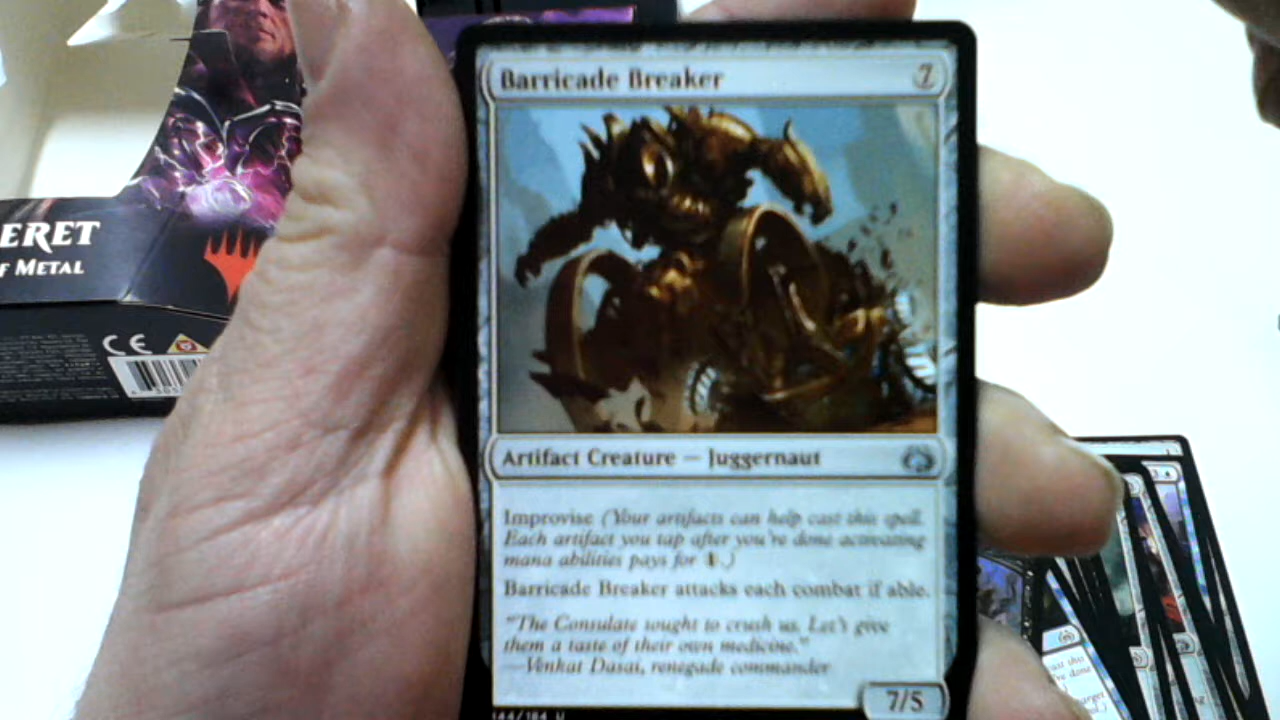 Barricade Breaker 7
Artifact Creature — Juggernaut
Improvise (Your artifacts can help cast this spell.
Each artifact you tap after you're done activating
mana abilities pays for 1.)
Barricade Breaker attacks each combat if able.
"The Consulate sought to crush us. Let's give
them a taste of their own medicine."
—Venkat Dasai, renegade commander
7/5
144/184 U
ERET
F METAL
CE